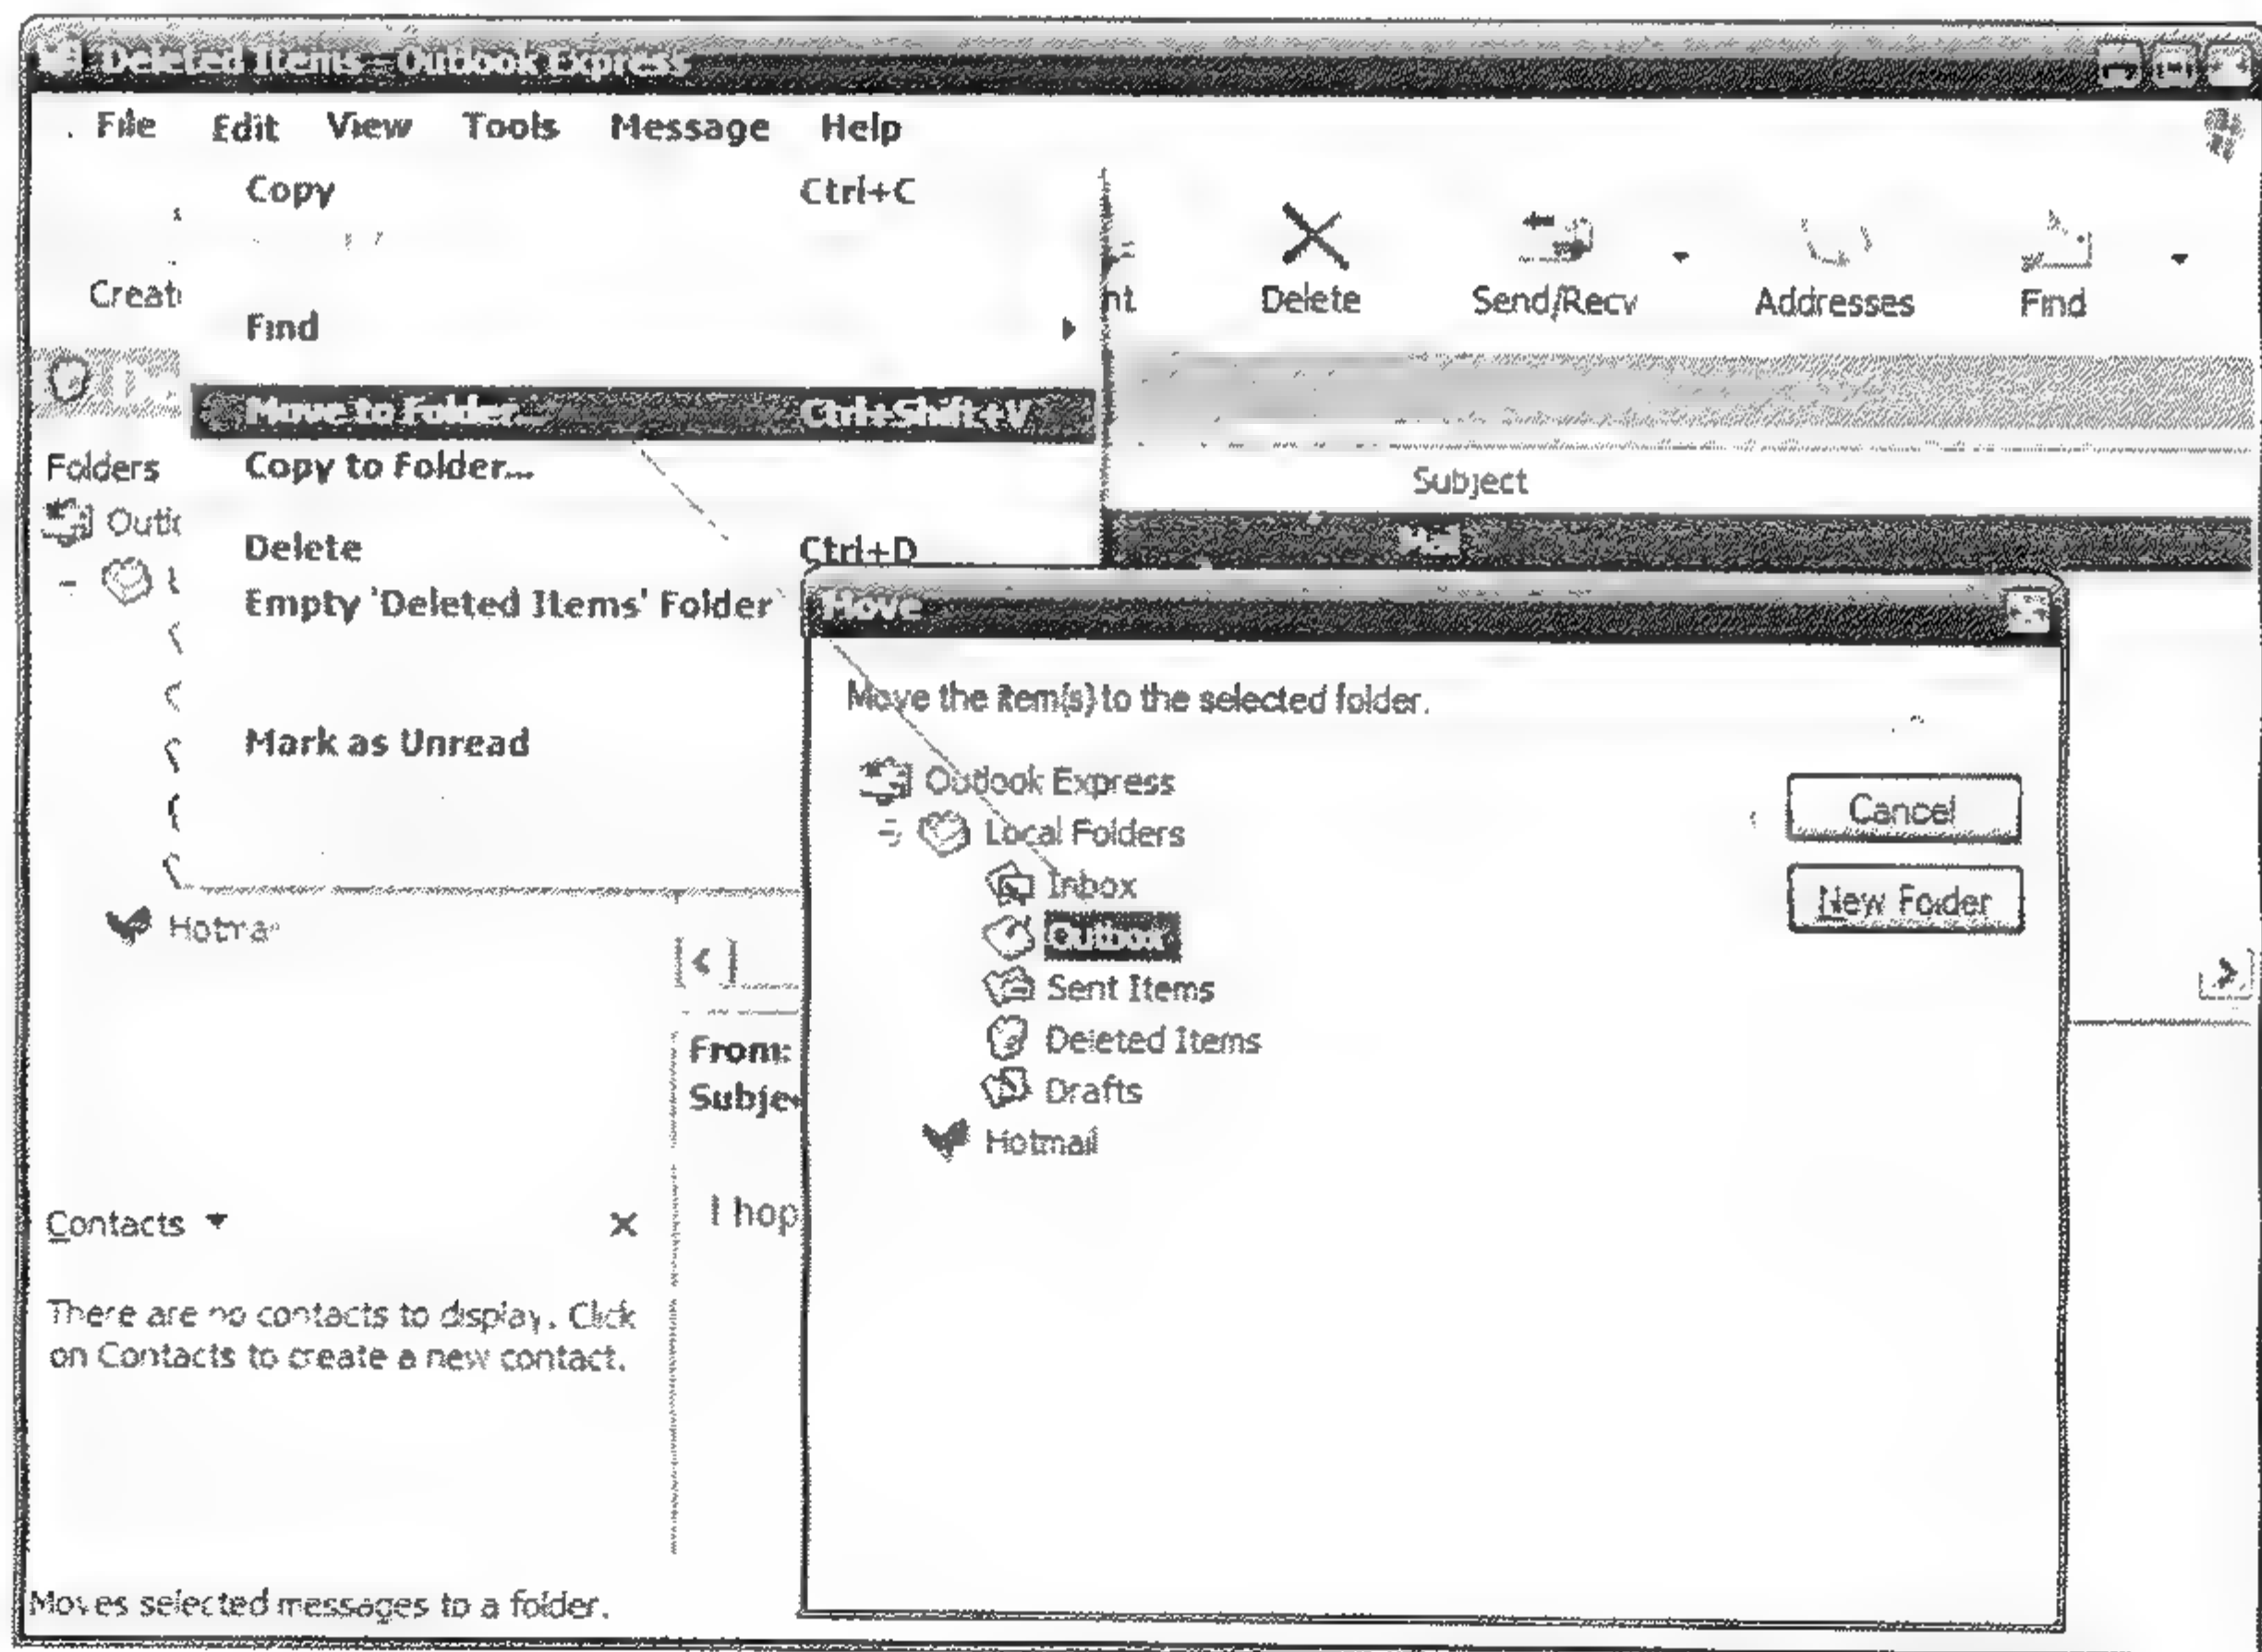 Deleted Items - Outlook Express
File Edit View Tools Message Help
Copy Ctrl+C
Find
Move to Folder... Ctrl+Shift+V
Copy to Folder...
Delete Ctrl+D
Empty 'Deleted Items' Folder
Mark as Unread
Delete Send/Recv Addresses Find
Subject
Folders
Hotmai
Move
Move the item(s) to the selected folder.
Outlook Express
Local Folders
Inbox
Outbox
Sent Items
Deleted Items
Drafts
Hotmail
Cancel
New Folder
From:
Subje
I hop
Contacts
There are no contacts to display. Click
on Contacts to create a new contact.
Moves selected messages to a folder.